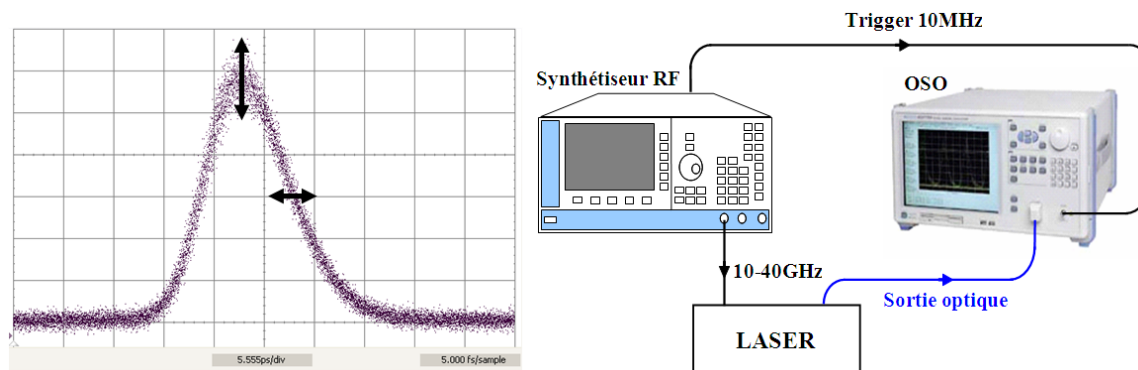 5.555ps/div
5.000 fs/sample
Trigger 10MHz
Synthétiseur RF
OSO
10-40GHz
Sortie optique
LASER